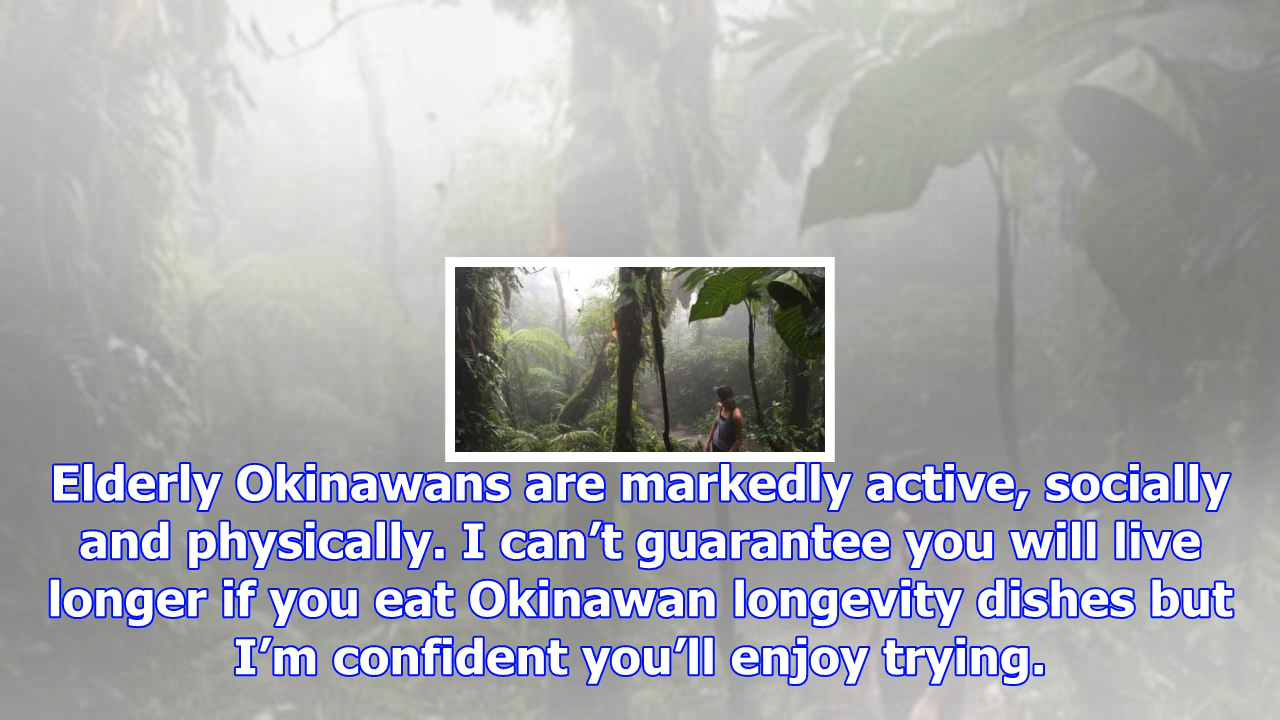 Elderly Okinawans are markedly active, socially
and physically. I can’t guarantee you will live
longer if you eat Okinawan longevity dishes but
I’m confident you’ll enjoy trying.